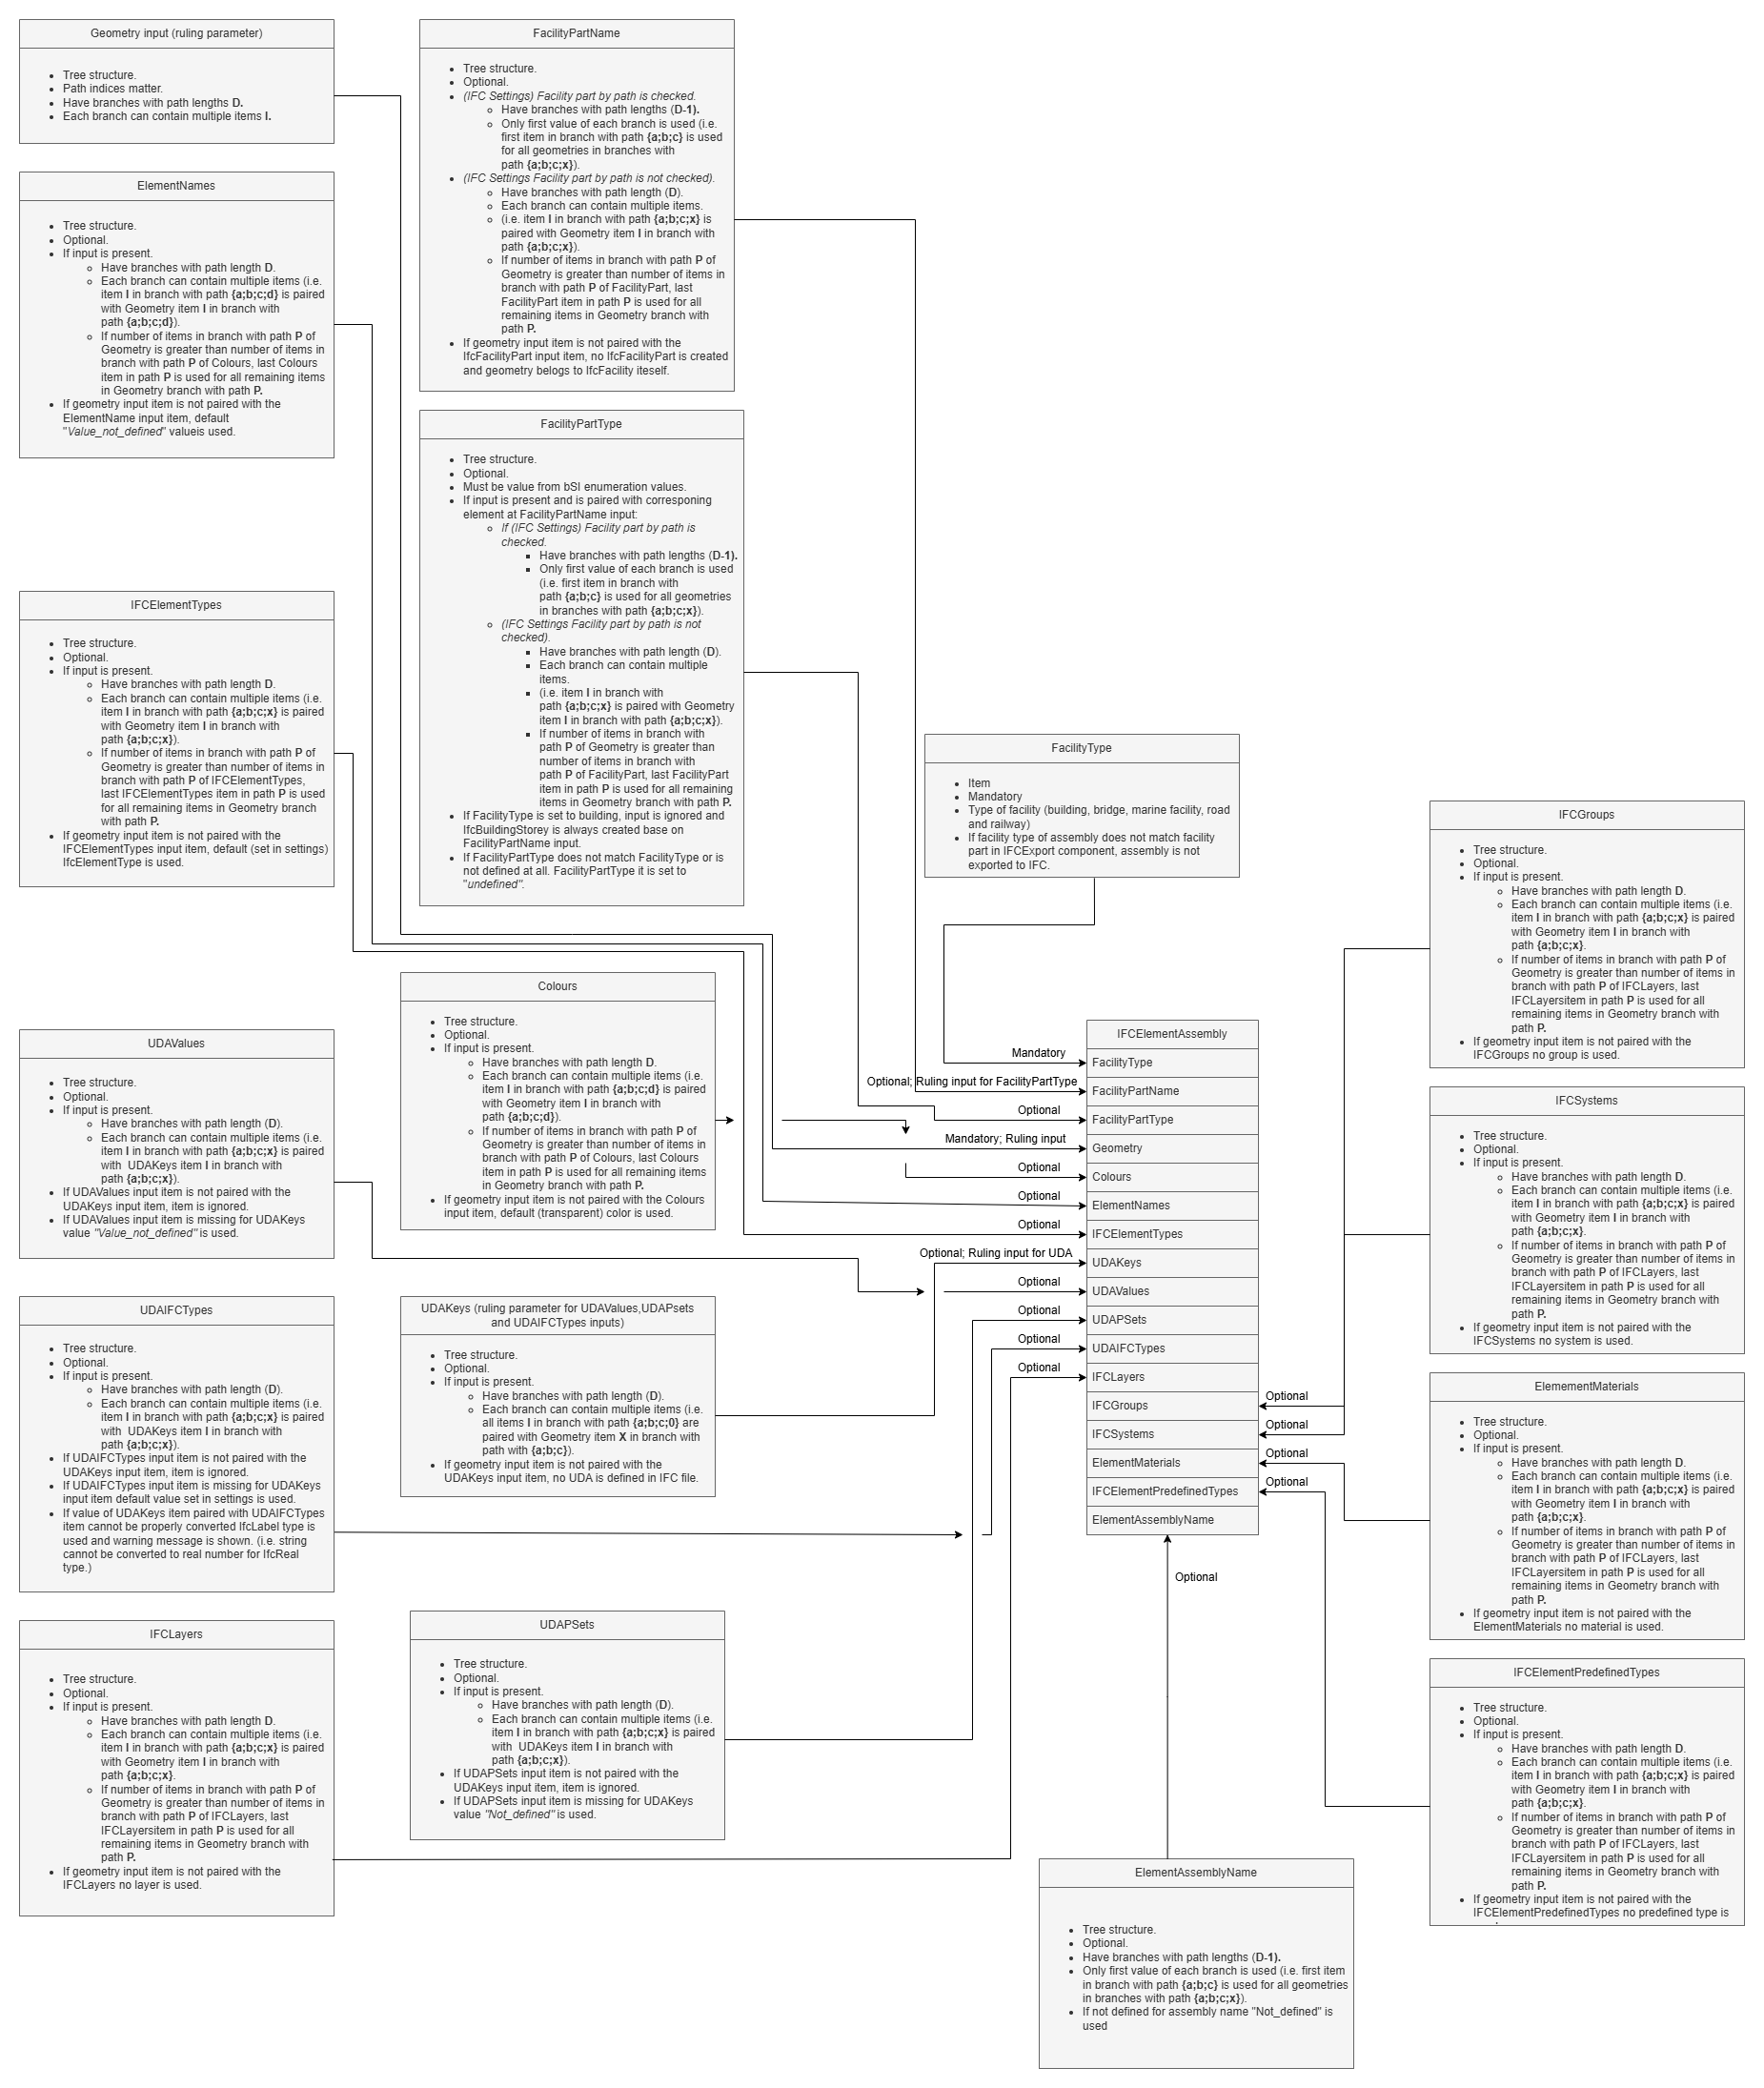 Geometry input (ruling parameter)
Tree structure.
Path indices matter.
Have branches with path lengths D.
Each branch can contain multiple items I.
ElementNames
Tree structure.
Optional.
If input is present.
Have branches with path length D.
Each branch can contain multiple items (i.e.
item I in branch with path {a;b;c;d} is paired
with Geometry item I in branch with
path {a;b;c;d}).
If number of items in branch with path P of
Geometry is greater than number of items in
branch with path P of Colours, last Colours
item in path P is used for all remaining items
in Geometry branch with path P.
If geometry input item is not paired with the
ElementName input item, default
"Value_not_defined" valueis used.
IFCElementTypes
Tree structure.
Optional.
If input is present.
Have branches with path length D.
Each branch can contain multiple items (i.e.
item I in branch with path {a;b;c;x} is paired
with Geometry item I in branch with
path {a;b;c;x}).
If number of items in branch with path P of
Geometry is greater than number of items in
branch with path P of IFCElementTypes,
last IFCElementTypes item in path P is used
for all remaining items in Geometry branch
with path P.
If geometry input item is not paired with the
IFCElementTypes input item, default (set in settings)
IfcElementType is used.
UDAValues
Tree structure.
Optional.
If input is present.
Have branches with path length (D).
Each branch can contain multiple items (i.e.
item I in branch with path {a;b;c;x} is paired
with  UDAKeys item I in branch with
path {a;b;c;x}).
If UDAValues input item is not paired with the
UDAKeys input item, item is ignored.
If UDAValues input item is missing for UDAKeys
value "Value_not_defined" is used.
UDAIFCTypes
Tree structure.
Optional.
If input is present.
Have branches with path length (D).
Each branch can contain multiple items (i.e.
item I in branch with path {a;b;c;x} is paired
with  UDAKeys item I in branch with
path {a;b;c;x}).
If UDAIFCTypes input item is not paired with the
UDAKeys input item, item is ignored.
If UDAIFCTypes input item is missing for UDAKeys
input item default value set in settings is used.
If value of UDAKeys item paired with UDAIFCTypes
item cannot be properly converted IfcLabel type is
used and warning message is shown. (i.e. string
cannot be converted to real number for IfcReal
type.)
IFCLayers
Tree structure.
Optional.
If input is present.
Have branches with path length D.
Each branch can contain multiple items (i.e.
item I in branch with path {a;b;c;x} is paired
with Geometry item I in branch with
path {a;b;c;x}.
If number of items in branch with path P of
Geometry is greater than number of items in
branch with path P of IFCLayers, last
IFCLayersitem in path P is used for all
remaining items in Geometry branch with path
P.
If geometry input item is not paired with the
IFCLayers no layer is used.
FacilityPartName
Tree structure.
Optional.
(IFC Settings) Facility part by path is checked.
Have branches with path lengths (D-1).
Only first value of each branch is used (i.e.
first item in branch with path {a;b;c} is used
for all geometries in branches with
path {a;b;c;x}).
(IFC Settings Facility part by path is not checked).
Have branches with path length (D).
Each branch can contain multiple items.
(i.e. item I in branch with path {a;b;c;x} is
paired with Geometry item I in branch with
path {a;b;c;x}).
If number of items in branch with path P of
Geometry is greater than number of items in
branch with path P of FacilityPart, last
FacilityPart item in path P is used for all
remaining items in Geometry branch with
path P.
If geometry input item is not paired with the
IfcFacilityPart input item, no IfcFacilityPart is created
and geometry belogs to IfcFacility iteself.
FacilityPartType
Tree structure.
Optional.
Must be value from bSI enumeration values.
If input is present and is paired with corresponing
element at FacilityPartName input:
If (IFC Settings) Facility part by path is
checked.
Have branches with path lengths (D-1).
Only first value of each branch is used
(i.e. first item in branch with
path {a;b;c} is used for all geometries
in branches with path {a;b;c;x}).
(IFC Settings Facility part by path is not
checked).
Have branches with path length (D).
Each branch can contain multiple
items.
(i.e. item I in branch with
path {a;b;c;x} is paired with Geometry
item I in branch with path {a;b;c;x}).
If number of items in branch with
path P of Geometry is greater than
number of items in branch with
path P of FacilityPart, last FacilityPart
item in path P is used for all remaining
items in Geometry branch with path P.
If FacilityType is set to building, input is ignored and
IfcBuildingStorey is always created base on
FacilityPartName input.
If FacilityPartType does not match FacilityType or is
not defined at all. FacilityPartType it is set to
"undefined".
Colours
Tree structure.
Optional.
If input is present.
Have branches with path length D.
Each branch can contain multiple items (i.e.
item I in branch with path {a;b;c;d} is paired
with Geometry item I in branch with
path {a;b;c;d}).
If number of items in branch with path P of
Geometry is greater than number of items in
branch with path P of Colours, last Colours
item in path P is used for all remaining items
in Geometry branch with path P.
If geometry input item is not paired with the Colours
input item, default (transparent) color is used.
UDAKeys (ruling parameter for UDAValues,UDAPsets
and UDAIFCTypes inputs)
Tree structure.
Optional.
If input is present.
Have branches with path length (D).
Each branch can contain multiple items (i.e.
all items I in branch with path {a;b;c;0} are
paired with Geometry item X in branch with
path with {a;b;c}).
If geometry input item is not paired with the
UDAKeys input item, no UDA is defined in IFC file.
UDAPSets
Tree structure.
Optional.
If input is present.
Have branches with path length (D).
Each branch can contain multiple items (i.e.
item I in branch with path {a;b;c;x} is paired
with  UDAKeys item I in branch with
path {a;b;c;x}).
If UDAPSets input item is not paired with the
UDAKeys input item, item is ignored.
If UDAPSets input item is missing for UDAKeys
value "Not_defined" is used.
FacilityType
Item
Mandatory
Type of facility (building, bridge, marine facility, road
and railway)
If facility type of assembly does not match facility
part in IFCExport component, assembly is not
exported to IFC.
IFCElementAssembly
Mandatory
FacilityType
Optional; Ruling input for FacilityPartType
FacilityPartName
Optional
FacilityPartType
Mandatory; Ruling input
Geometry
Optional
Colours
Optional
ElementNames
Optional
IFCElementTypes
Optional; Ruling input for UDA
UDAKeys
Optional
UDAValues
Optional
UDAPSets
Optional
UDAIFCTypes
Optional
IFCLayers
IFCGroups
Optional
IFCSystems
Optional
ElementMaterials
Optional
IFCElementPredefinedTypes
Optional
ElementAssemblyName
Optional
ElementAssemblyName
Tree structure.
Optional.
Have branches with path lengths (D-1).
Only first value of each branch is used (i.e. first item
in branch with path {a;b;c} is used for all geometries
in branches with path {a;b;c;x}).
If not defined for assembly name "Not_defined" is
used
IFCGroups
Tree structure.
Optional.
If input is present.
Have branches with path length D.
Each branch can contain multiple items (i.e.
item I in branch with path {a;b;c;x} is paired
with Geometry item I in branch with
path {a;b;c;x}.
If number of items in branch with path P of
Geometry is greater than number of items in
branch with path P of IFCLayers, last
IFCLayersitem in path P is used for all
remaining items in Geometry branch with
path P.
If geometry input item is not paired with the
IFCGroups no group is used.
IFCSystems
Tree structure.
Optional.
If input is present.
Have branches with path length D.
Each branch can contain multiple items (i.e.
item I in branch with path {a;b;c;x} is paired
with Geometry item I in branch with
path {a;b;c;x}.
If number of items in branch with path P of
Geometry is greater than number of items in
branch with path P of IFCLayers, last
IFCLayersitem in path P is used for all
remaining items in Geometry branch with
path P.
If geometry input item is not paired with the
IFCSystems no system is used.
ElemementMaterials
Tree structure.
Optional.
If input is present.
Have branches with path length D.
Each branch can contain multiple items (i.e.
item I in branch with path {a;b;c;x} is paired
with Geometry item I in branch with
path {a;b;c;x}.
If number of items in branch with path P of
Geometry is greater than number of items in
branch with path P of IFCLayers, last
IFCLayersitem in path P is used for all
remaining items in Geometry branch with
path P.
If geometry input item is not paired with the
ElementMaterials no material is used.
IFCElementPredefinedTypes
Tree structure.
Optional.
If input is present.
Have branches with path length D.
Each branch can contain multiple items (i.e.
item I in branch with path {a;b;c;x} is paired
with Geometry item I in branch with
path {a;b;c;x}.
If number of items in branch with path P of
Geometry is greater than number of items in
branch with path P of IFCLayers, last
IFCLayersitem in path P is used for all
remaining items in Geometry branch with
path P.
If geometry input item is not paired with the
IFCElementPredefinedTypes no predefined type is